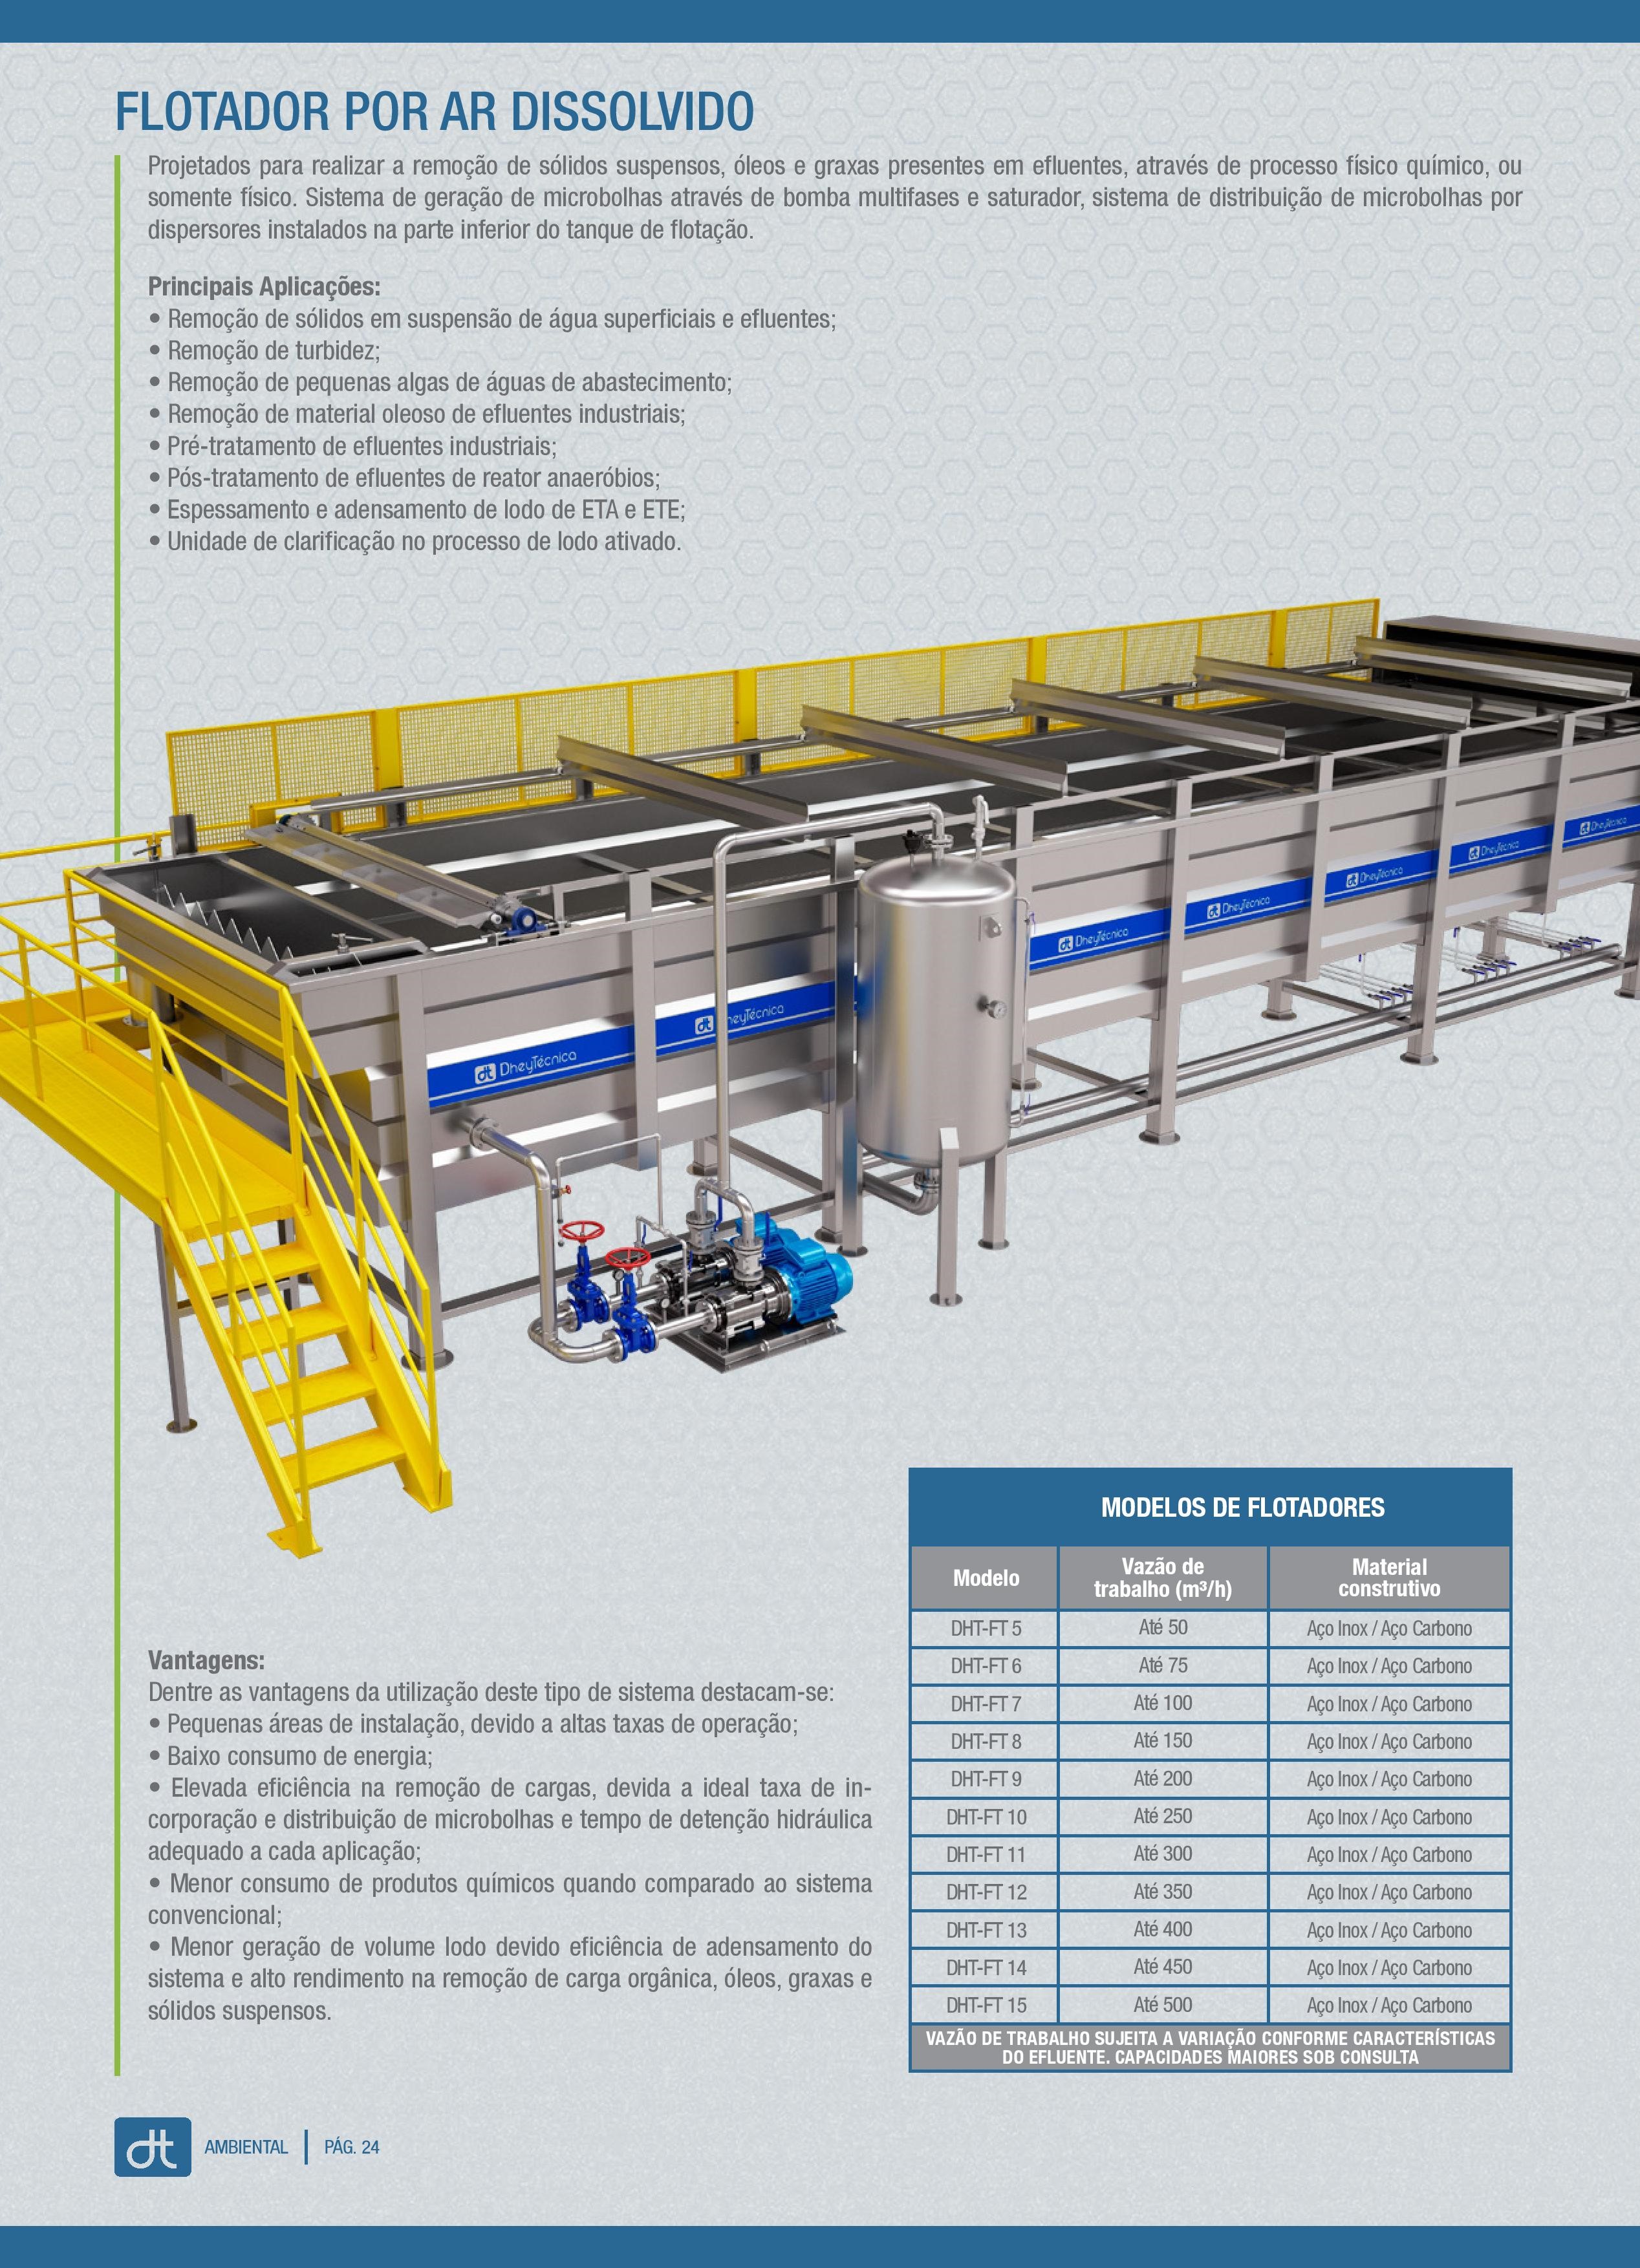 FLOTADOR POR AR DISSOLVIDO
Projetados para realizar a remoção de sólidos suspensos, óleos e graxas presentes em efluentes, através de processo físico químico, ou
somente físico. Sistema de geração de microbolhas através de bomba multifases e saturador, sistema de distribuição de microbolhas por
dispersores instalados na parte inferior do tanque de flotação.
Principais Aplicações:
• Remoção de sólidos em suspensão de água superficiais e efluentes;
• Remoção de turbidez;
• Remoção de pequenas algas de águas de abastecimento;
• Remoção de material oleoso de efluentes industriais;
• Pré-tratamento de efluentes industriais;
• Pós-tratamento de efluentes de reator anaeróbios;
• Espessamento e adensamento de lodo de ETA e ETE;
• Unidade de clarificação no processo de lodo ativado.
dt DheyTécnica
dt heyTécnica
dt DheyTécnica
dt DheyTécnica
dt DheyTécnica
dt DheyTécnica
dt DheyTécnica
Vantagens:
Dentre as vantagens da utilização deste tipo de sistema destacam-se:
• Pequenas áreas de instalação, devido a altas taxas de operação;
• Baixo consumo de energia;
• Elevada eficiência na remoção de cargas, devida a ideal taxa de in-
corporação e distribuição de microbolhas e tempo de detenção hidráulica
adequado a cada aplicação;
• Menor consumo de produtos químicos quando comparado ao sistema
convencional;
• Menor geração de volume lodo devido eficiência de adensamento do
sistema e alto rendimento na remoção de carga orgânica, óleos, graxas e
sólidos suspensos.
MODELOS DE FLOTADORES
Modelo Vazão de trabalho (m³/h) Material construtivo
DHT-FT 5 Até 50 Aço Inox / Aço Carbono
DHT-FT 6 Até 75 Aço Inox / Aço Carbono
DHT-FT 7 Até 100 Aço Inox / Aço Carbono
DHT-FT 8 Até 150 Aço Inox / Aço Carbono
DHT-FT 9 Até 200 Aço Inox / Aço Carbono
DHT-FT 10 Até 250 Aço Inox / Aço Carbono
DHT-FT 11 Até 300 Aço Inox / Aço Carbono
DHT-FT 12 Até 350 Aço Inox / Aço Carbono
DHT-FT 13 Até 400 Aço Inox / Aço Carbono
DHT-FT 14 Até 450 Aço Inox / Aço Carbono
DHT-FT 15 Até 500 Aço Inox / Aço Carbono
VAZÃO DE TRABALHO SUJEITA A VARIAÇÃO CONFORME CARACTERÍSTICAS
DO EFLUENTE. CAPACIDADES MAIORES SOB CONSULTA
dt AMBIENTAL | PÁG. 24